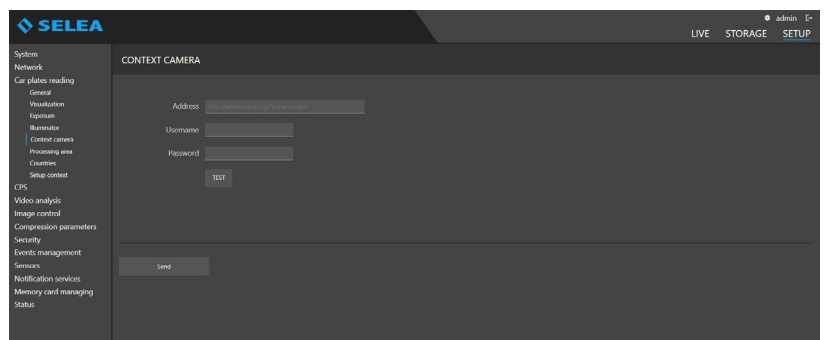 SELEA
admin
LIVE STORAGE SETUP
System
Network
Car plates reading
General
Visualization
Exposure
Illuminator
Context camera
Processing area
Countries
Setup context
CPS
Video analysis
Image control
Compression parameters
Security
Events management
Sensors
Notification services
Memory card managing
Status
CONTEXT CAMERA
Address
Username
Password
TEST
Send